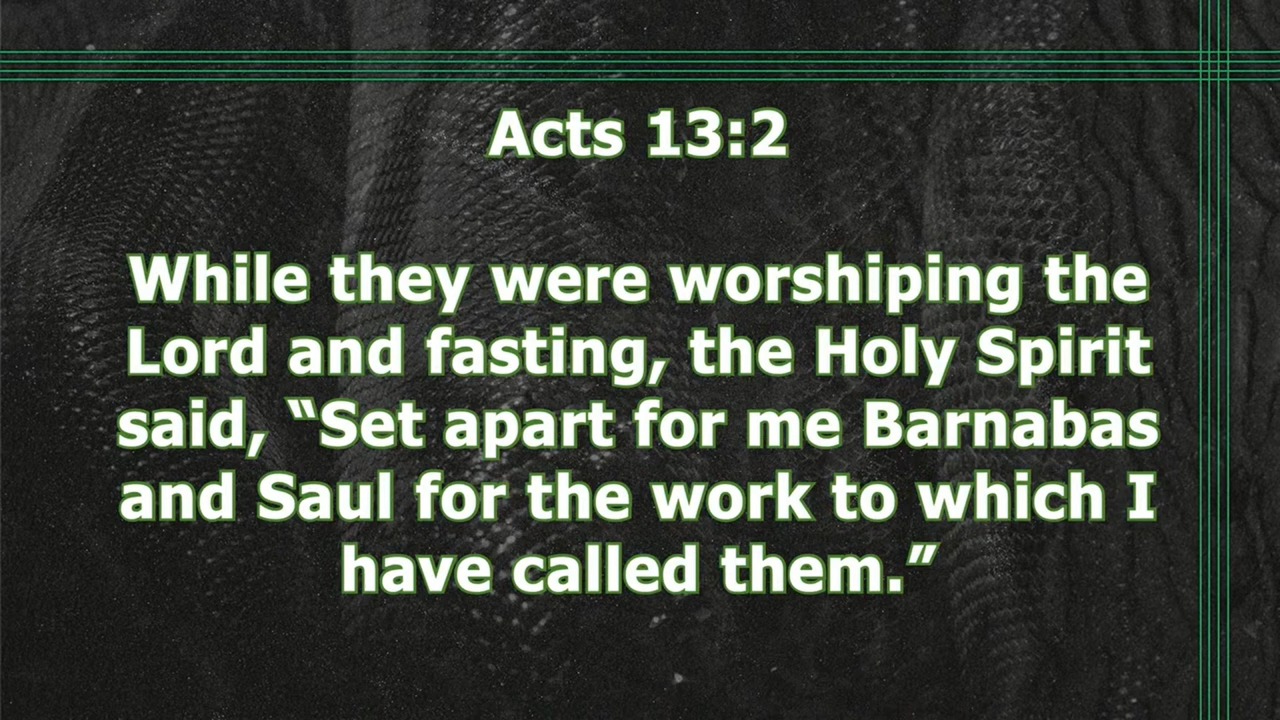 Acts 13:2
While they were worshiping the
Lord and fasting, the Holy Spirit
said, “Set apart for me Barnabas
and Saul for the work to which I
have called them.”